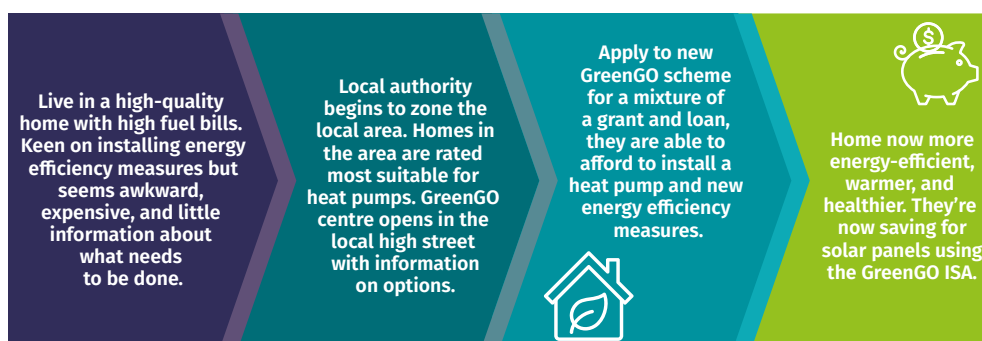 Live in a high-quality
home with high fuel bills.
Keen on installing energy
efficiency measures but
seems awkward,
expensive, and little
information about
what needs
to be done.
Local authority
begins to zone the
local area. Homes in
the area are rated
most suitable for
heat pumps. GreenGO
centre opens in the
local high street
with information
on options.
Apply to new
GreenGO scheme
for a mixture of
a grant and loan,
they are able to
afford to install a
heat pump and new
energy efficiency
measures.
$
Home now more
energy-efficient,
warmer, and
healthier. They’re
now saving for
solar panels using
the GreenGO ISA.